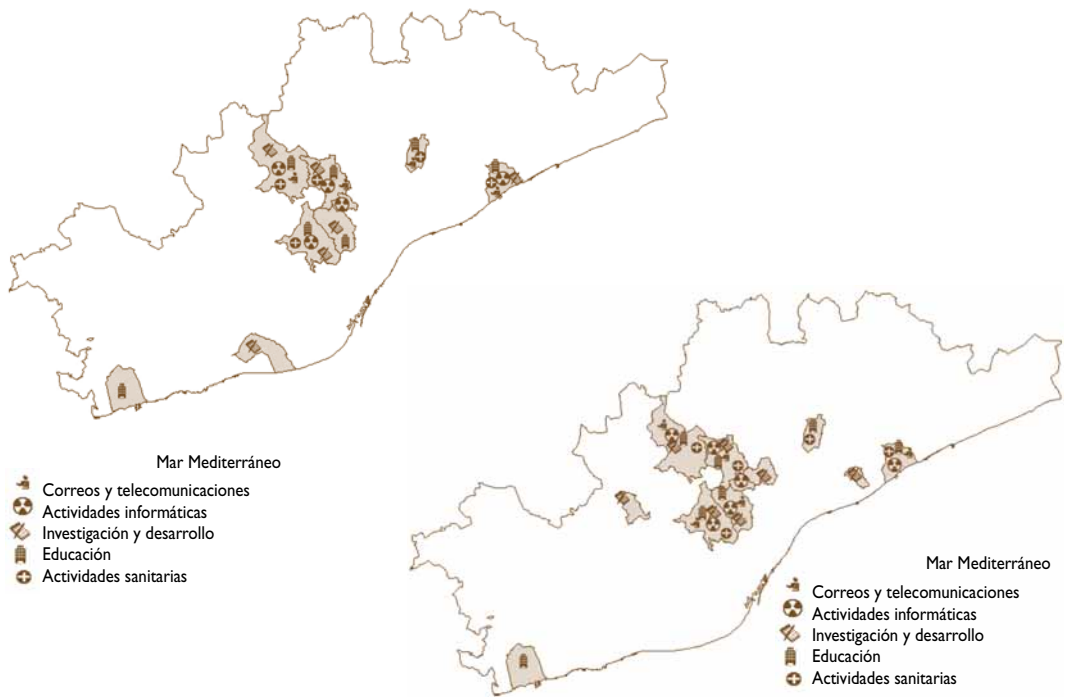 Mar Mediterráneo
Correos y telecomunicaciones
Actividades informáticas
Investigación y desarrollo
Educación
Actividades sanitarias
Mar Mediterráneo
Correos y telecomunicaciones
Actividades informáticas
Investigación y desarrollo
Educación
Actividades sanitarias